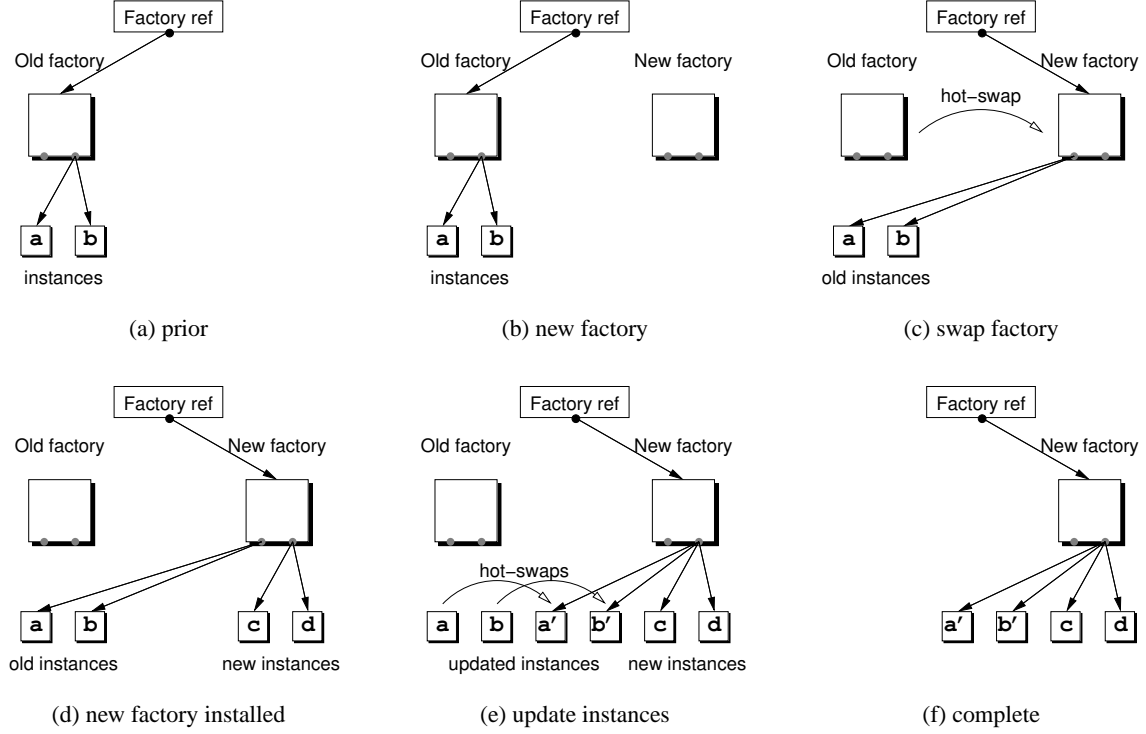 Factory ref
Old factory
a b
instances
(a) prior
Factory ref
Old factory New factory
a b
instances
(b) new factory
Factory ref
Old factory New factory
hot-swap
a b
old instances
(c) swap factory
Factory ref
Old factory New factory
a b c d
old instances new instances
(d) new factory installed
Factory ref
Old factory New factory
hot-swaps
a b a′ b′ c d
updated instances new instances
(e) update instances
Factory ref
New factory
a′ b′ c d
(f) complete